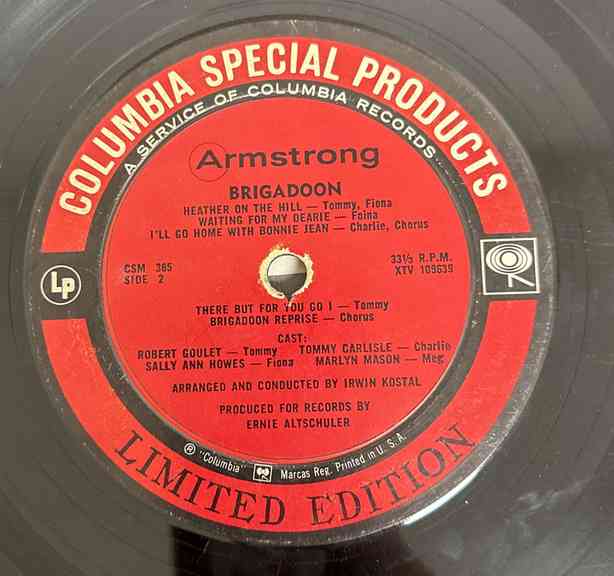 COLUMBIA SPECIAL PRODUCTS
A SERVICE OF COLUMBIA RECORDS
Armstrong
BRIGADOON
HEATHER ON THE HILL — Tommy, Fiona
WAITING FOR MY DEARIE — Foina
I'LL GO HOME WITH BONNIE JEAN — Charlie, Chorus
CSM 365
SIDE 2
33⅓ R.P.M.
XTV 109639
Lp
THERE BUT FOR YOU GO I — Tommy
BRIGADOON REPRISE — Chorus
CAST:
ROBERT GOULET — Tommy TOMMY CARLISLE — Charlie
SALLY ANN HOWES — Fiona MARLYN MASON — Meg
ARRANGED AND CONDUCTED BY IRWIN KOSTAL
PRODUCED FOR RECORDS BY
ERNIE ALTSCHULER
® "Columbia" Marcas Reg. Printed in U. S. A.
LIMITED EDITION